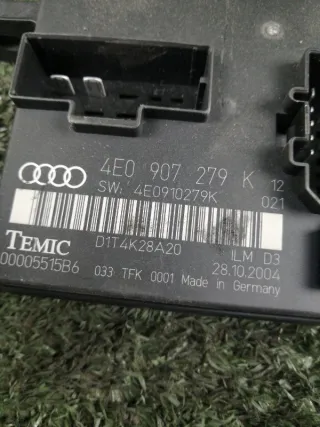 4E0 907 279 K 12
SW: 4E0910279K 021
D1T4K28A20 ILM D3
TEMIC 28.10.2004
00005515B6 033 TFK 0001 Made in Germany